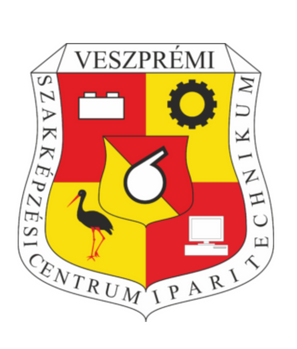 VESZPRÉMI
SZAKKÉPZÉSI
CENTRUM IPARI TECHNIKUM